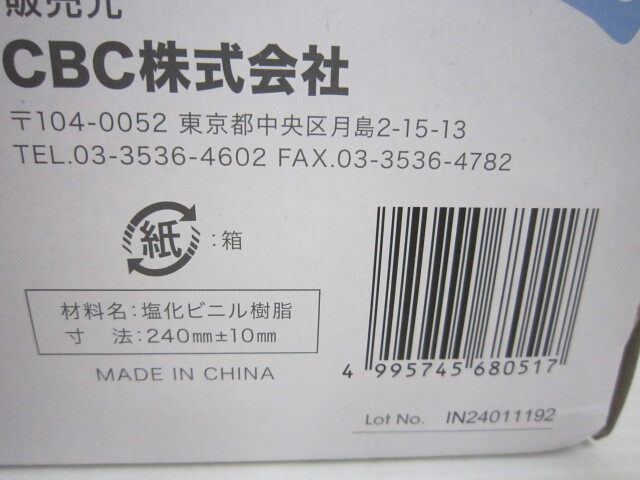 販売元
CBC株式会社
〒104-0052 東京都中央区月島2-15-13
TEL.03-3536-4602 FAX.03-3536-4782
紙:箱
材料名:塩化ビニル樹脂
寸 法:240mm±10mm
MADE IN CHINA
4 995745 680517
Lot No. IN24011192